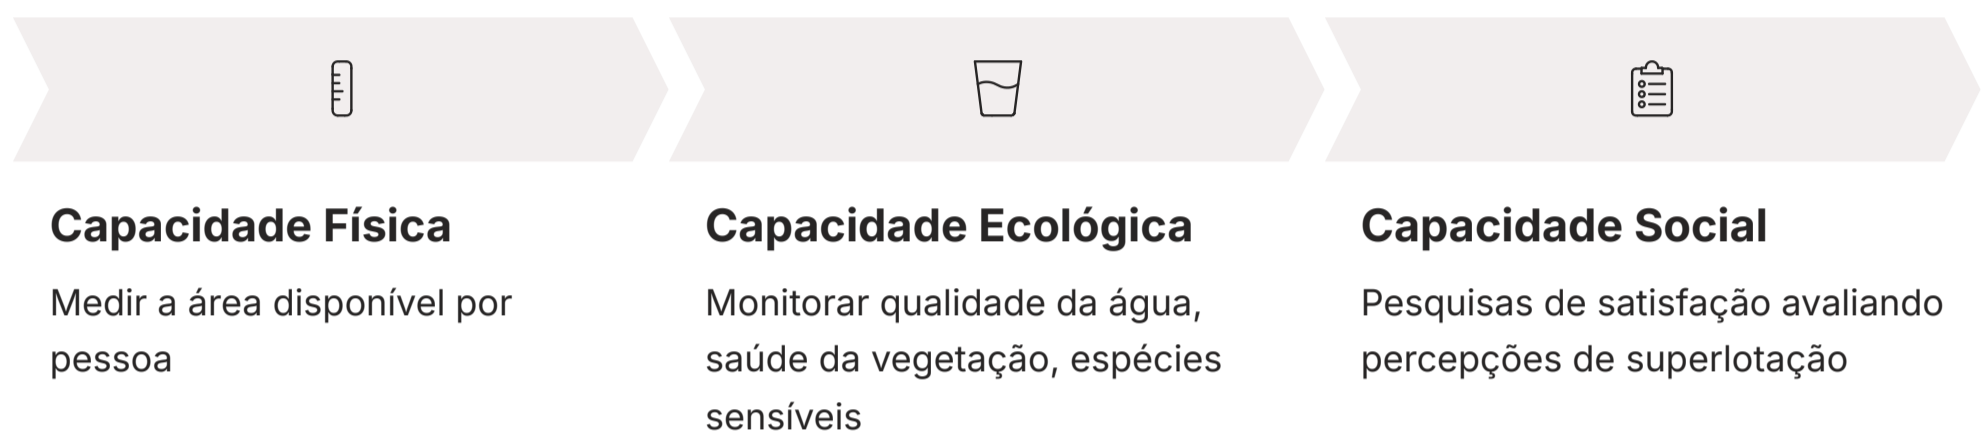 Capacidade Física
Medir a área disponível por
pessoa
Capacidade Ecológica
Monitorar qualidade da água,
saúde da vegetação, espécies
sensíveis
Capacidade Social
Pesquisas de satisfação avaliando
percepções de superlotação